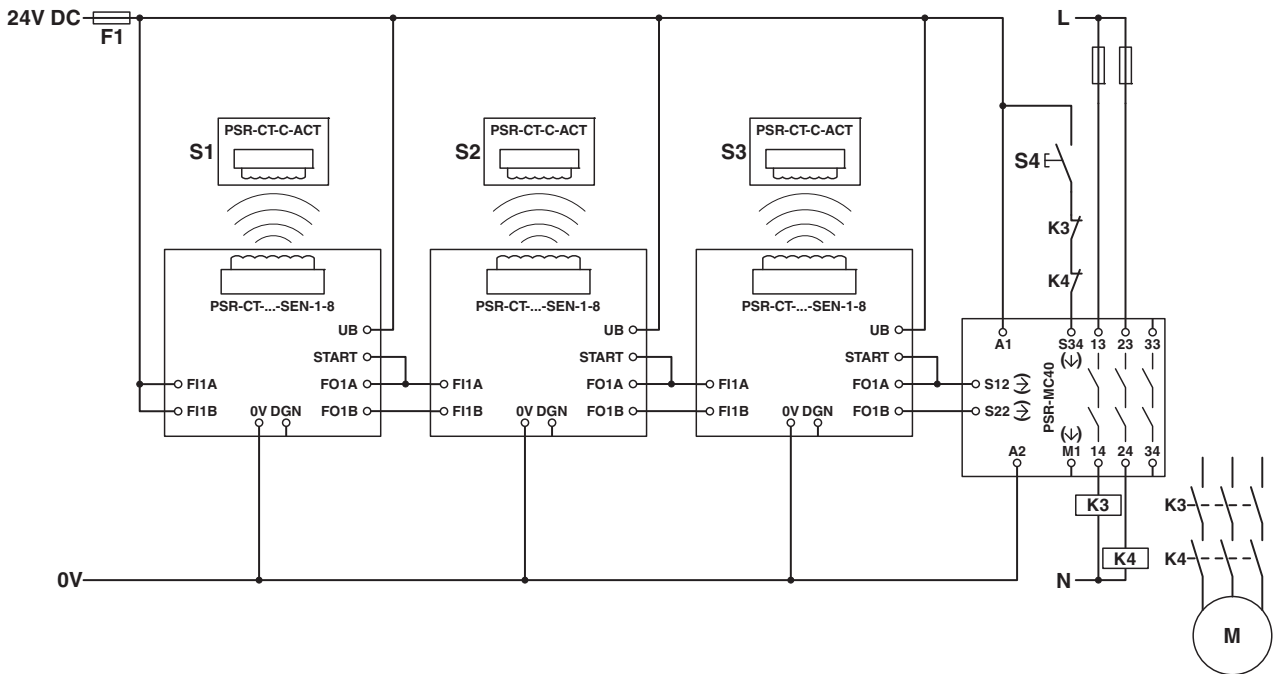 24V DC
F1
L
PSR-CT-C-ACT
S1
PSR-CT-C-ACT
S2
PSR-CT-C-ACT
S3
S4
K3
K4
PSR-CT-...-SEN-1-8
UB
START
FI1A
FO1A
FI1B
0V DGN
FO1B
PSR-CT-...-SEN-1-8
UB
START
FI1A
FO1A
FI1B
0V DGN
FO1B
PSR-CT-...-SEN-1-8
UB
START
FI1A
FO1A
FI1B
0V DGN
FO1B
A1
S34
13
23
33
S12
S22
PSR-MC40
A2
M1
14
24
34
K3
K4
K3
K4
0V
N
M